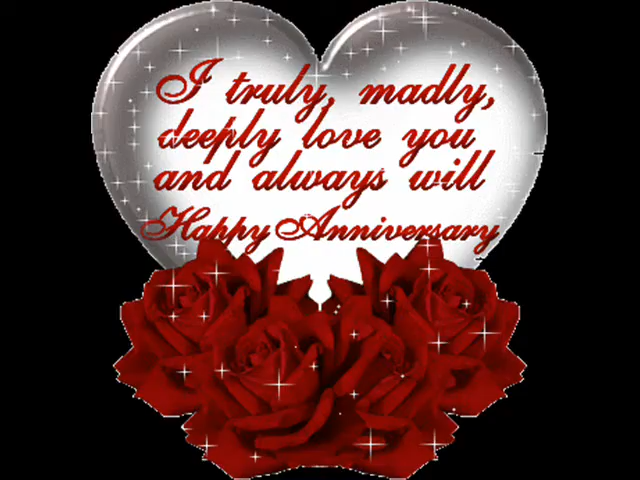 I truly, madly,
deeply love you
and always will
Happy Anniversary